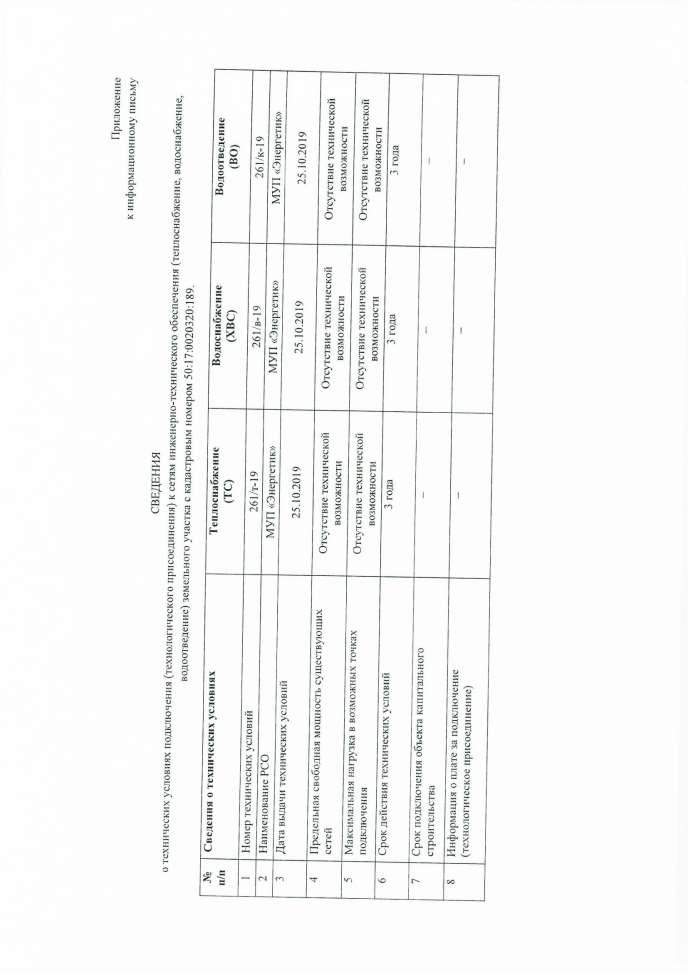 Приложение
к информационному письму
СВЕДЕНИЯ
о технических условиях подключения (технологического присоединения) к сетям инженерно-технического обеспечения (теплоснабжение, водоснабжение,
водоотведение) земельного участка с кадастровым номером 50:17:0020320:189.
№ п/п Сведения о технических условиях Теплоснабжение (ТС) Водоснабжение (ХВС) Водоотведение (ВО)
1 Номер технических условий 261/т-19 261/в-19 261/к-19
2 Наименование РСО МУП «Энергетик» МУП «Энергетик» МУП «Энергетик»
3 Дата выдачи технических условий 25.10.2019 25.10.2019 25.10.2019
4 Предельная свободная мощность существующих сетей Отсутствие технической возможности Отсутствие технической возможности Отсутствие технической возможности
5 Максимальная нагрузка в возможных точках подключения Отсутствие технической возможности Отсутствие технической возможности Отсутствие технической возможности
6 Срок действия технических условий 3 года 3 года 3 года
7 Срок подключения объекта капитального строительства – – –
8 Информация о плате за подключение (технологическое присоединение) – – –